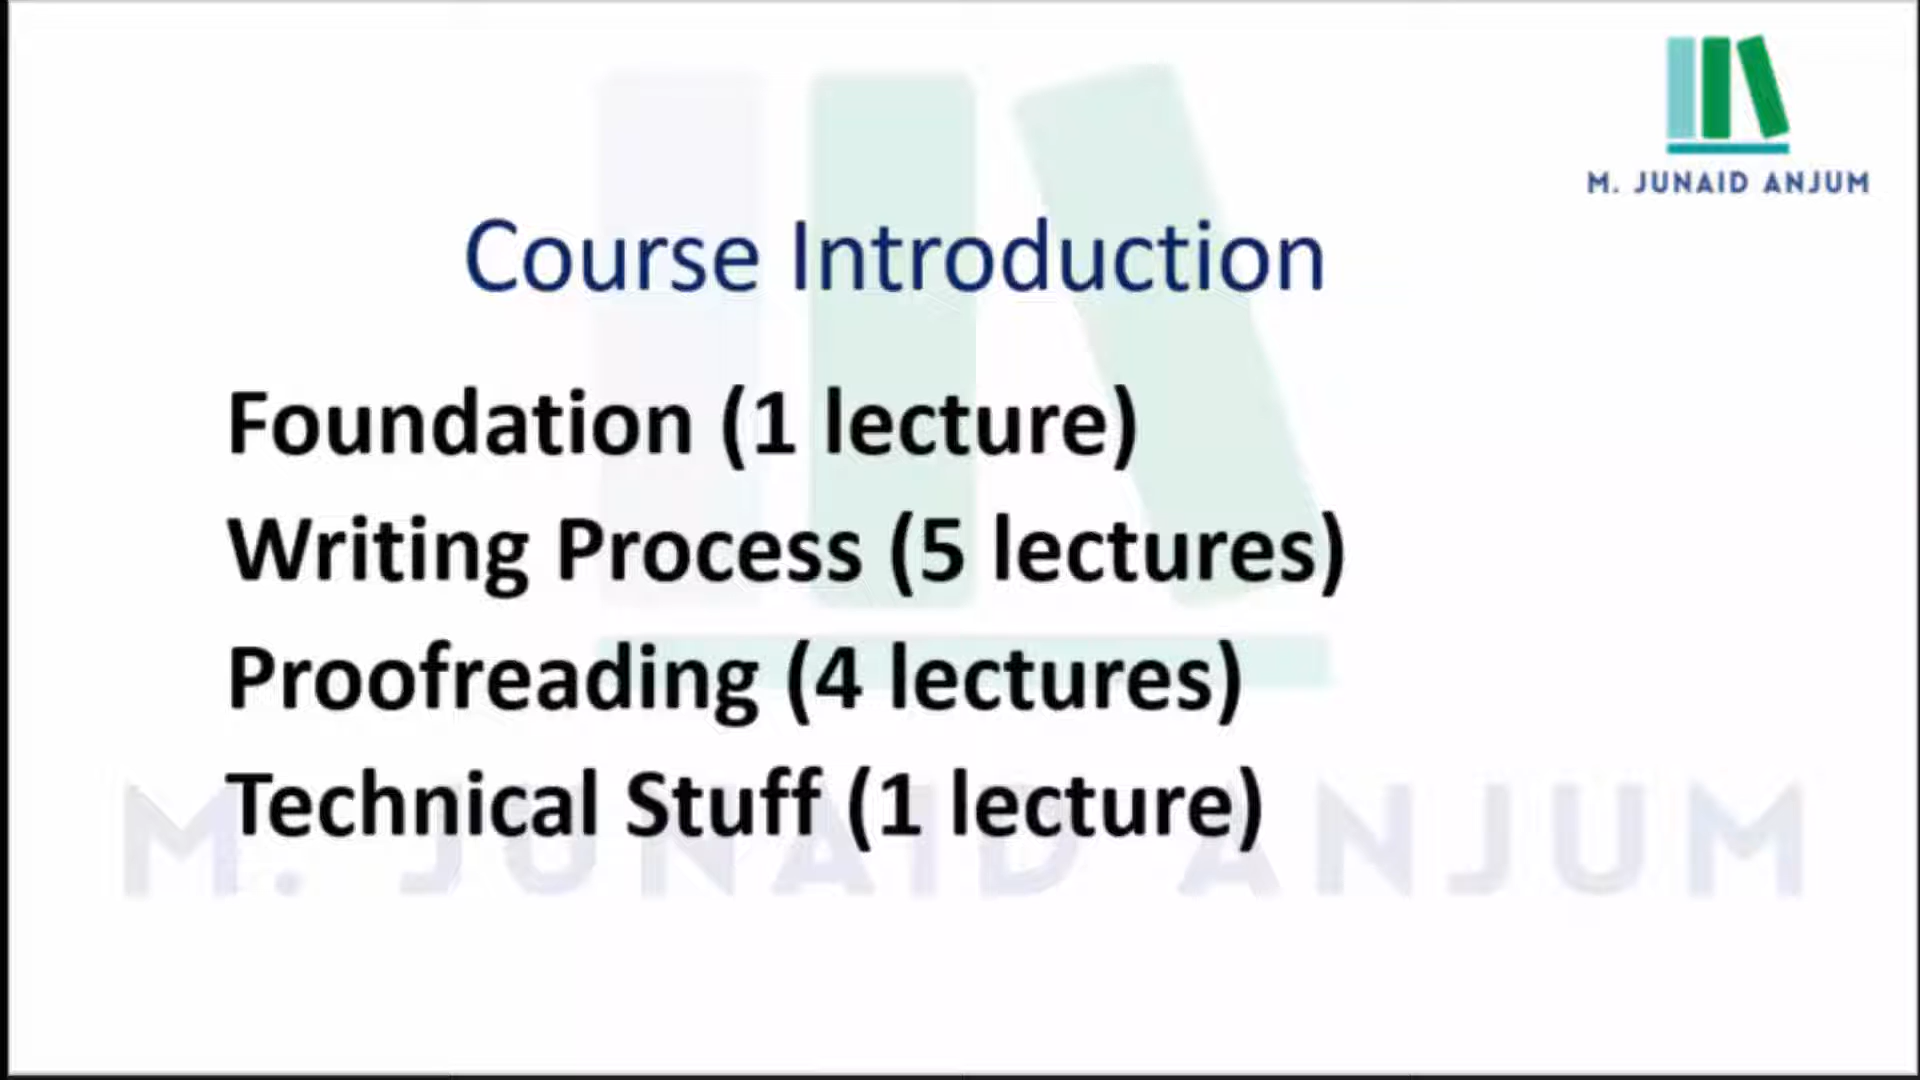 M. JUNAID ANJUM
Course Introduction
Foundation (1 lecture)
Writing Process (5 lectures)
Proofreading (4 lectures)
Technical Stuff (1 lecture)
M. JUNAID ANJUM